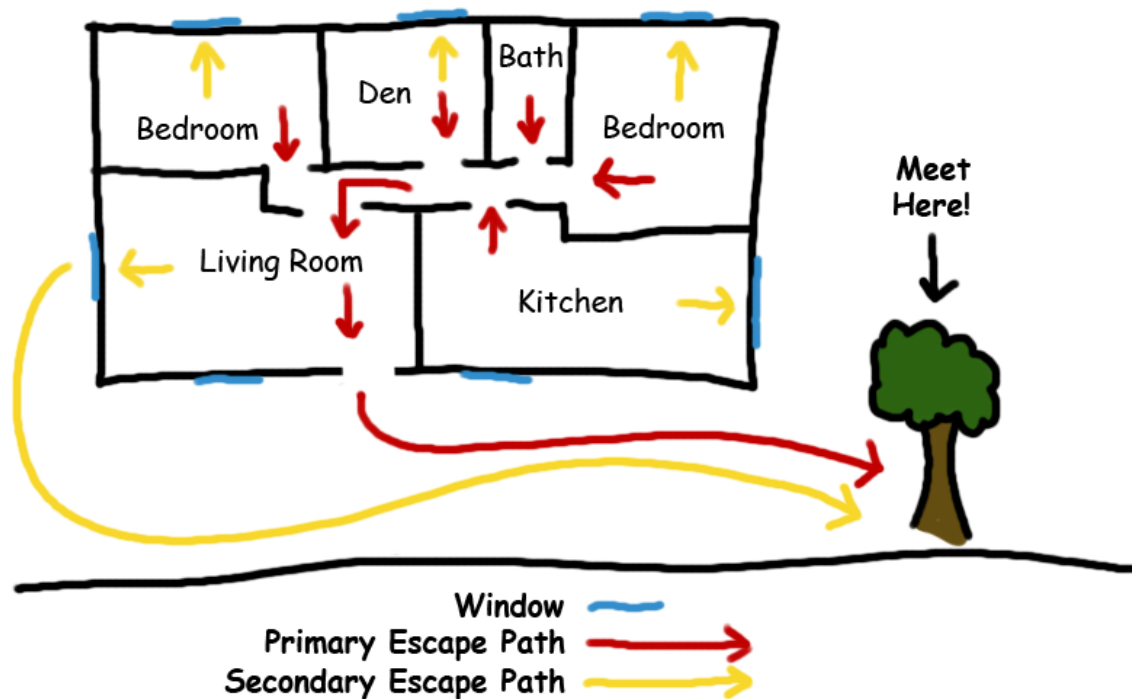 Bath
Den
Bedroom
Bedroom
Meet
Here!
Living Room
Kitchen
Window
Primary Escape Path
Secondary Escape Path